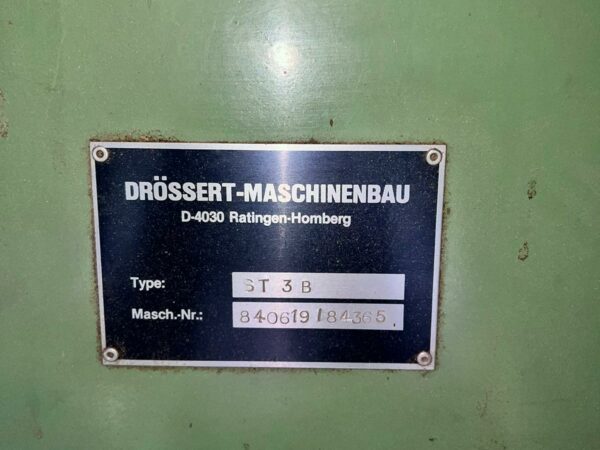 DRÖSSERT-MASCHINENBAU
D-4030 Ratingen-Homberg
Type: ST 3 B
Masch.-Nr.: 840619/84365